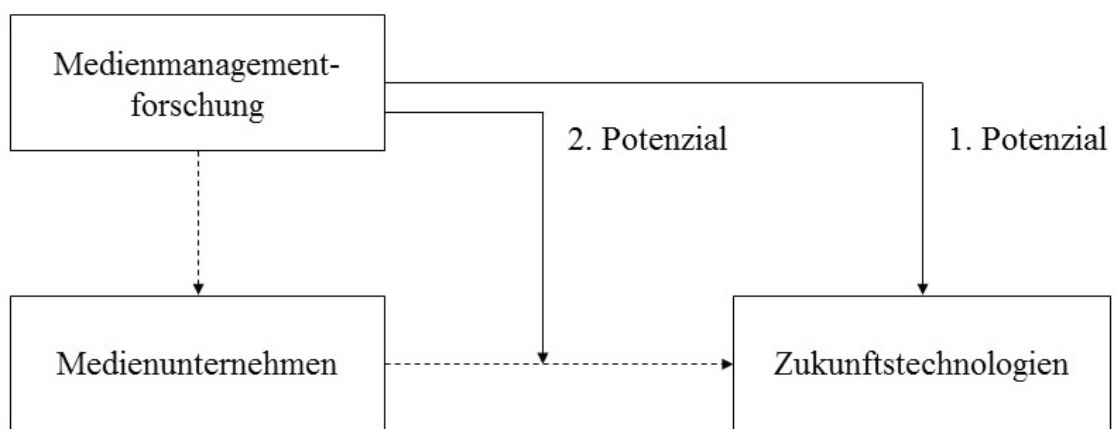 Medienmanagement-
forschung
2. Potenzial
1. Potenzial
Medienunternehmen
Zukunftstechnologien